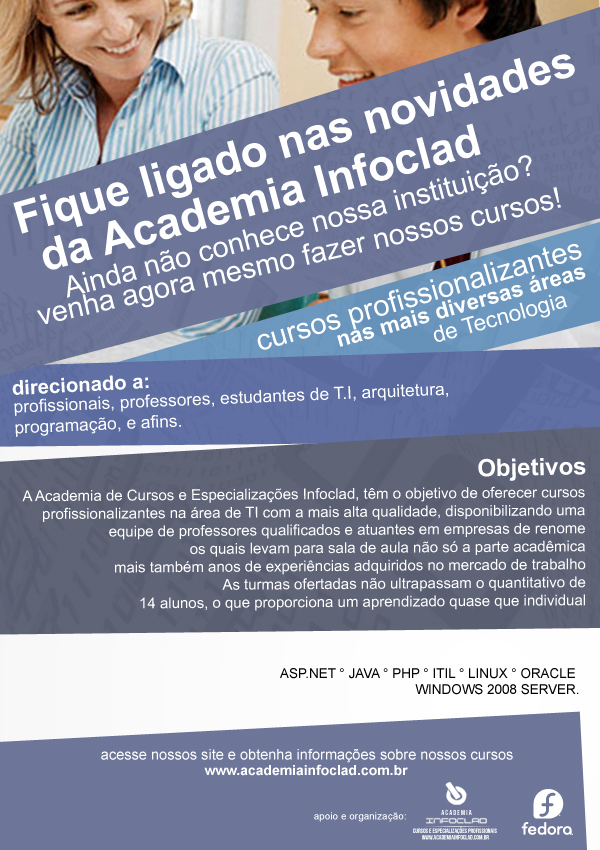 Fique ligado nas novidades
da Academia Infoclad
Ainda não conhece nossa instituição?
venha agora mesmo fazer nossos cursos!
cursos profissionalizantes
nas mais diversas áreas
de Tecnologia
direcionado a:
profissionais, professores, estudantes de T.I, arquitetura,
programação, e afins.
Objetivos
A Academia de Cursos e Especializações Infoclad, têm o objetivo de oferecer cursos
profissionalizantes na área de TI com a mais alta qualidade, disponibilizando uma
equipe de professores qualificados e atuantes em empresas de renome
os quais levam para sala de aula não só a parte acadêmica
mais também anos de experiências adquiridos no mercado de trabalho
As turmas ofertadas não ultrapassam o quantitativo de
14 alunos, o que proporciona um aprendizado quase que individual
ASP.NET ° JAVA ° PHP ° ITIL ° LINUX ° ORACLE
WINDOWS 2008 SERVER.
acesse nossos site e obtenha informações sobre nossos cursos
www.academiainfoclad.com.br
apoio e organização:
ACADEMIA
INFOCLAD
CURSOS E ESPECIALIZAÇÕES PROFISSIONAIS
WWW.ACADEMIAINFOCLAD.COM.BR
fedora